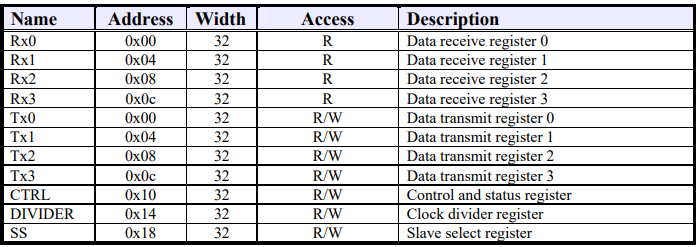 Name Address Width Access Description
Rx0 0x00 32 R Data receive register 0
Rx1 0x04 32 R Data receive register 1
Rx2 0x08 32 R Data receive register 2
Rx3 0x0c 32 R Data receive register 3
Tx0 0x00 32 R/W Data transmit register 0
Tx1 0x04 32 R/W Data transmit register 1
Tx2 0x08 32 R/W Data transmit register 2
Tx3 0x0c 32 R/W Data transmit register 3
CTRL 0x10 32 R/W Control and status register
DIVIDER 0x14 32 R/W Clock divider register
SS 0x18 32 R/W Slave select register